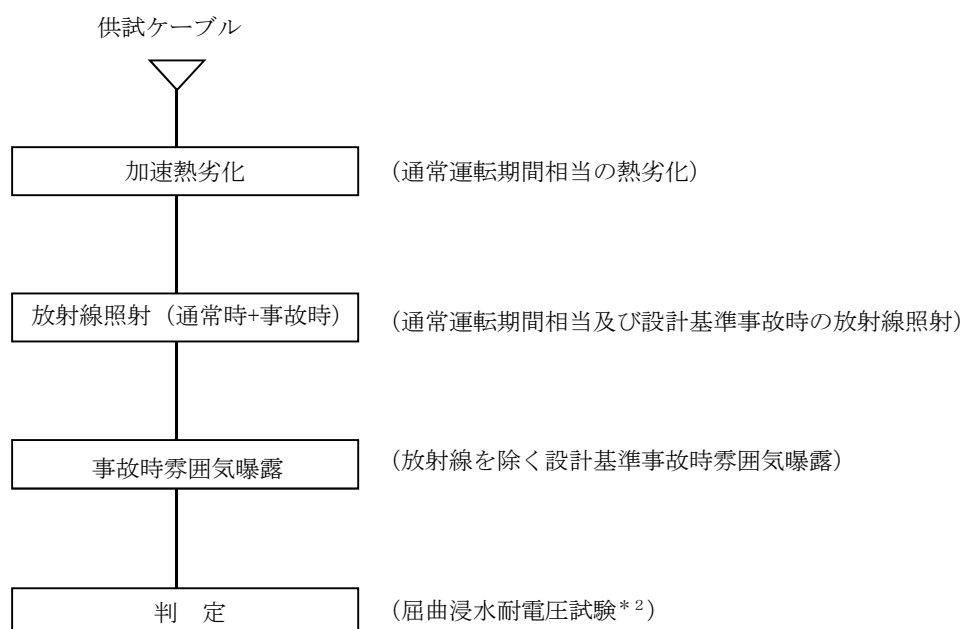 供試ケーブル
加速熱劣化 (通常運転期間相当の熱劣化)
放射線照射(通常時+事故時) (通常運転期間相当及び設計基準事故時の放射線照射)
事故時雰囲気曝露 (放射線を除く設計基準事故時雰囲気曝露)
判 定 (屈曲浸水耐電圧試験*2)